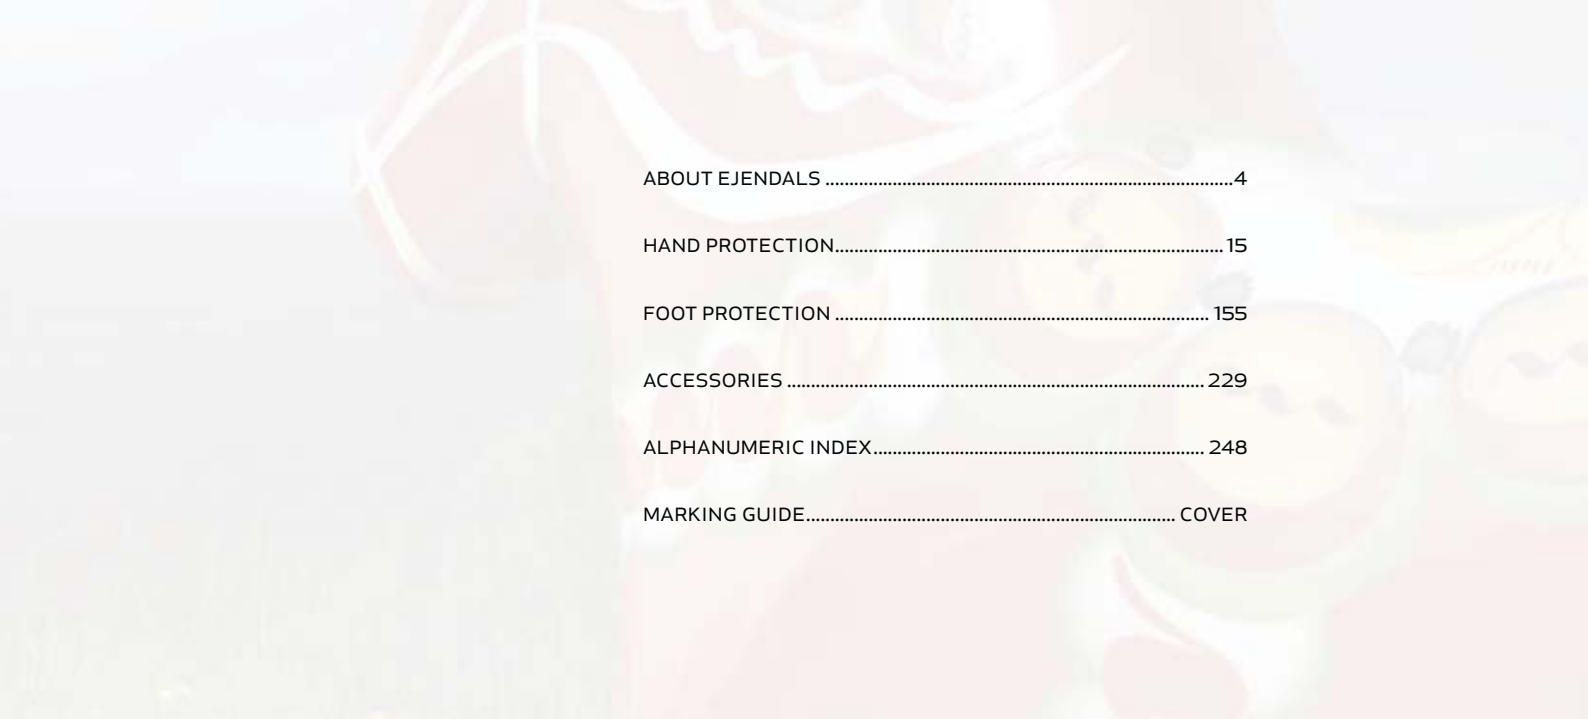 ABOUT EJENDALS ........................................................................................4
HAND PROTECTION.................................................................................... 15
FOOT PROTECTION ................................................................................. 155
ACCESSORIES .......................................................................................... 229
ALPHANUMERIC INDEX........................................................................ 248
MARKING GUIDE................................................................................ COVER